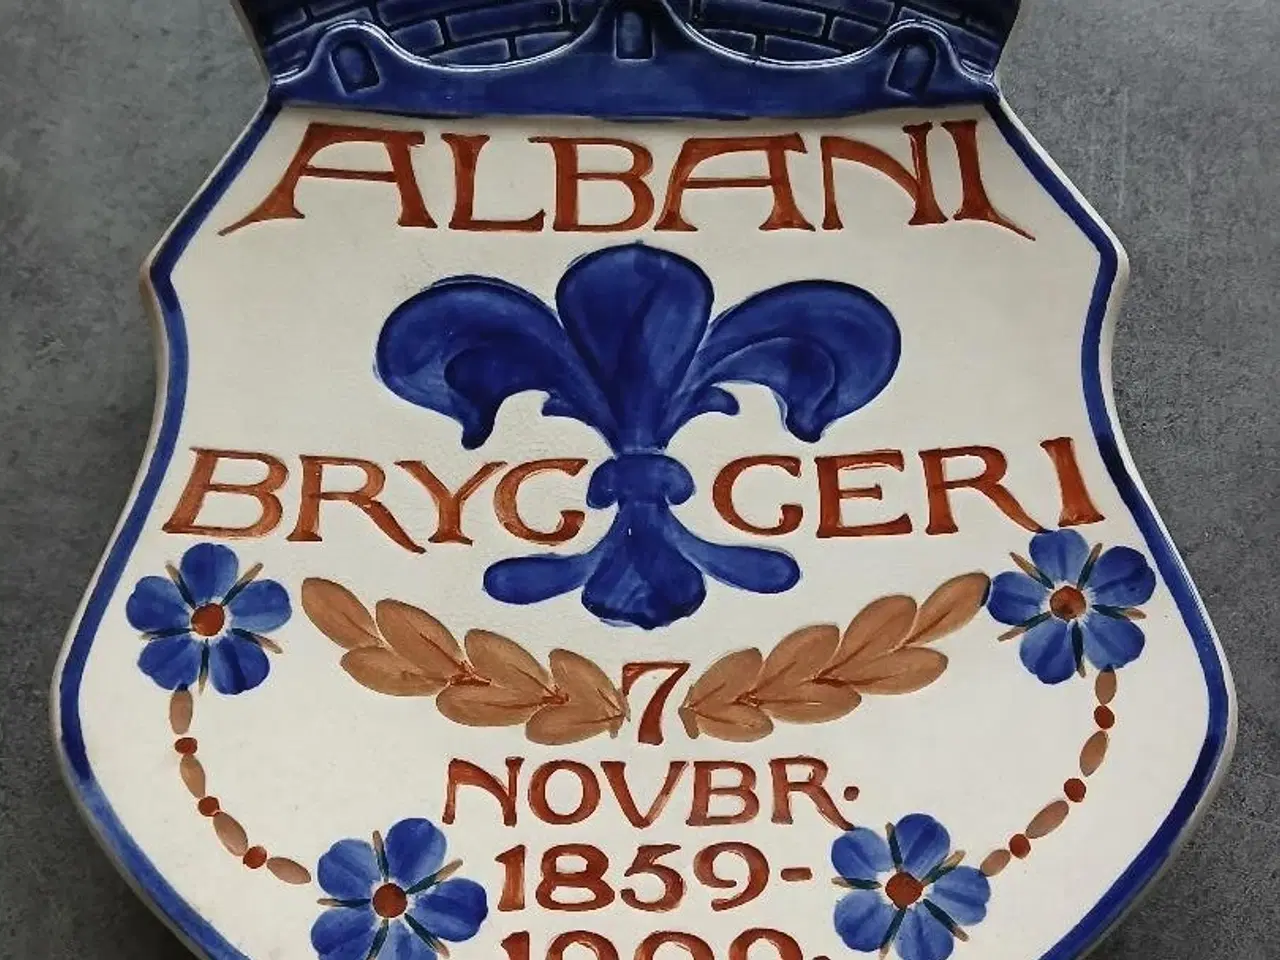 ALBANI
BRYGGERI
7
NOVBR.
1859-